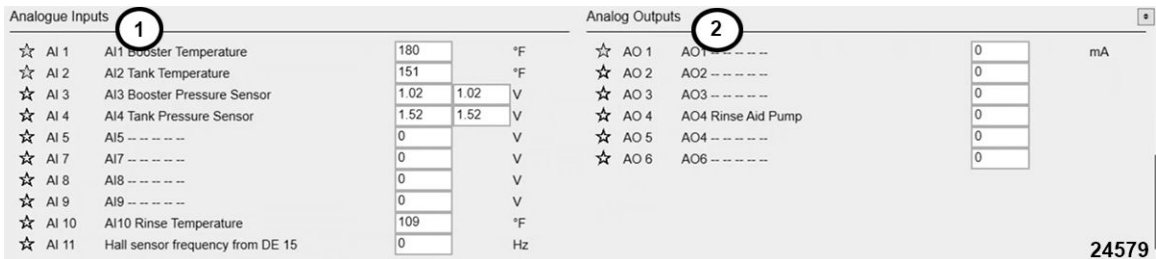 Analogue Inputs
1
AI 1 AI1 Booster Temperature 180 °F
AI 2 AI2 Tank Temperature 151 °F
AI 3 AI3 Booster Pressure Sensor 1.02 1.02 V
AI 4 AI4 Tank Pressure Sensor 1.52 1.52 V
AI 5 AI5 -- -- -- -- -- 0 V
AI 7 AI7 -- -- -- -- -- 0 V
AI 8 AI8 -- -- -- -- -- 0 V
AI 9 AI9 -- -- -- -- -- 0 V
AI 10 AI10 Rinse Temperature 109 °F
AI 11 Hall sensor frequency from DE 15 0 Hz
Analog Outputs
2
AO 1 AO1 -- -- -- -- -- 0 mA
AO 2 AO2 -- -- -- -- -- 0
AO 3 AO3 -- -- -- -- -- 0
AO 4 AO4 Rinse Aid Pump 0
AO 5 AO4 -- -- -- -- -- 0
AO 6 AO6 -- -- -- -- -- 0
24579